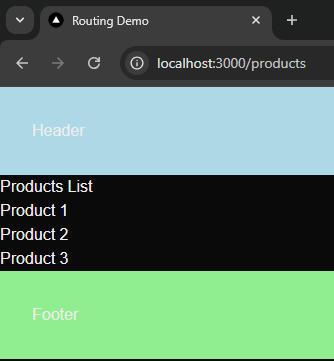 Routing Demo
localhost:3000/products
Header
Products List
Product 1
Product 2
Product 3
Footer